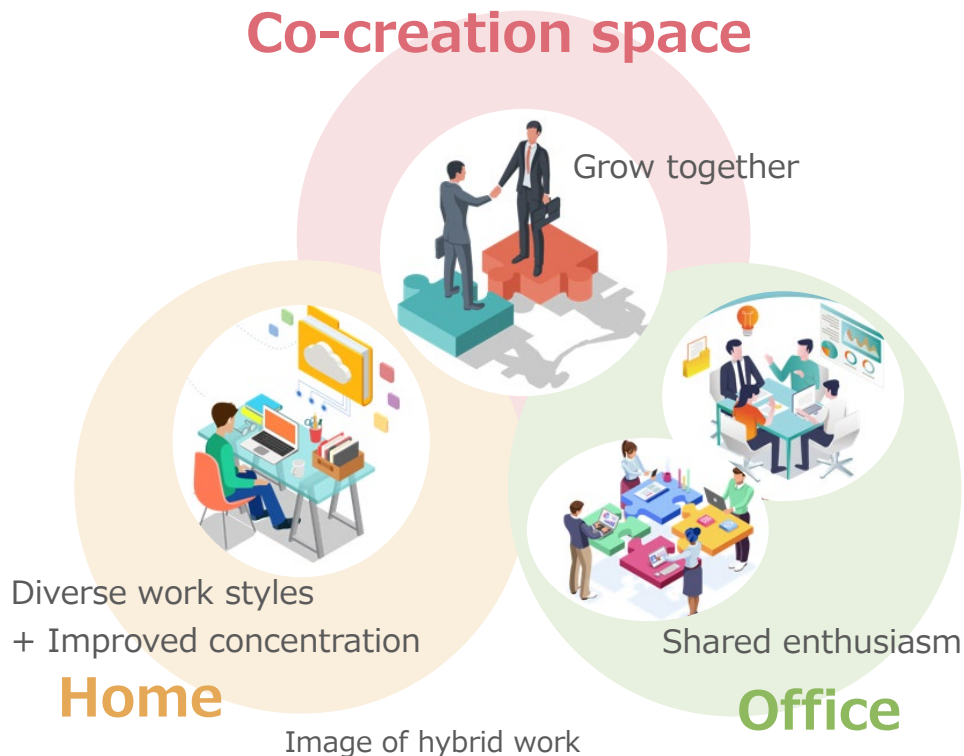 Co-creation space
Grow together
Diverse work styles
+ Improved concentration
Home
Shared enthusiasm
Office
Image of hybrid work